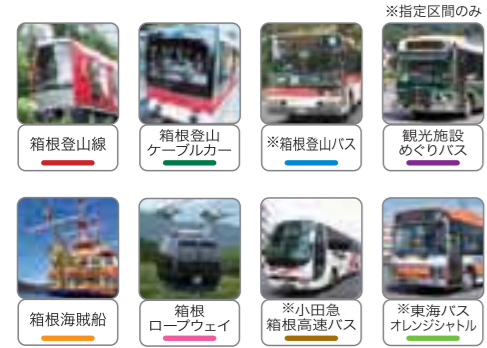 ※指定区間のみ
箱根登山線
箱根登山
ケーブルカー
※箱根登山バス
観光施設
めぐりバス
箱根海賊船
箱根
ロープウェイ
※小田急
箱根高速バス
※東海バス
オレンジシャトル